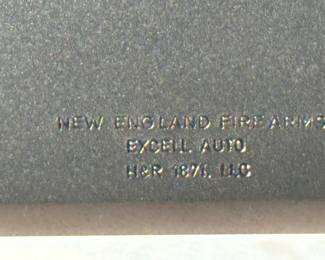 NEW ENGLAND FIREARMS
EXCELL AUTO
H&R 1871, LLC